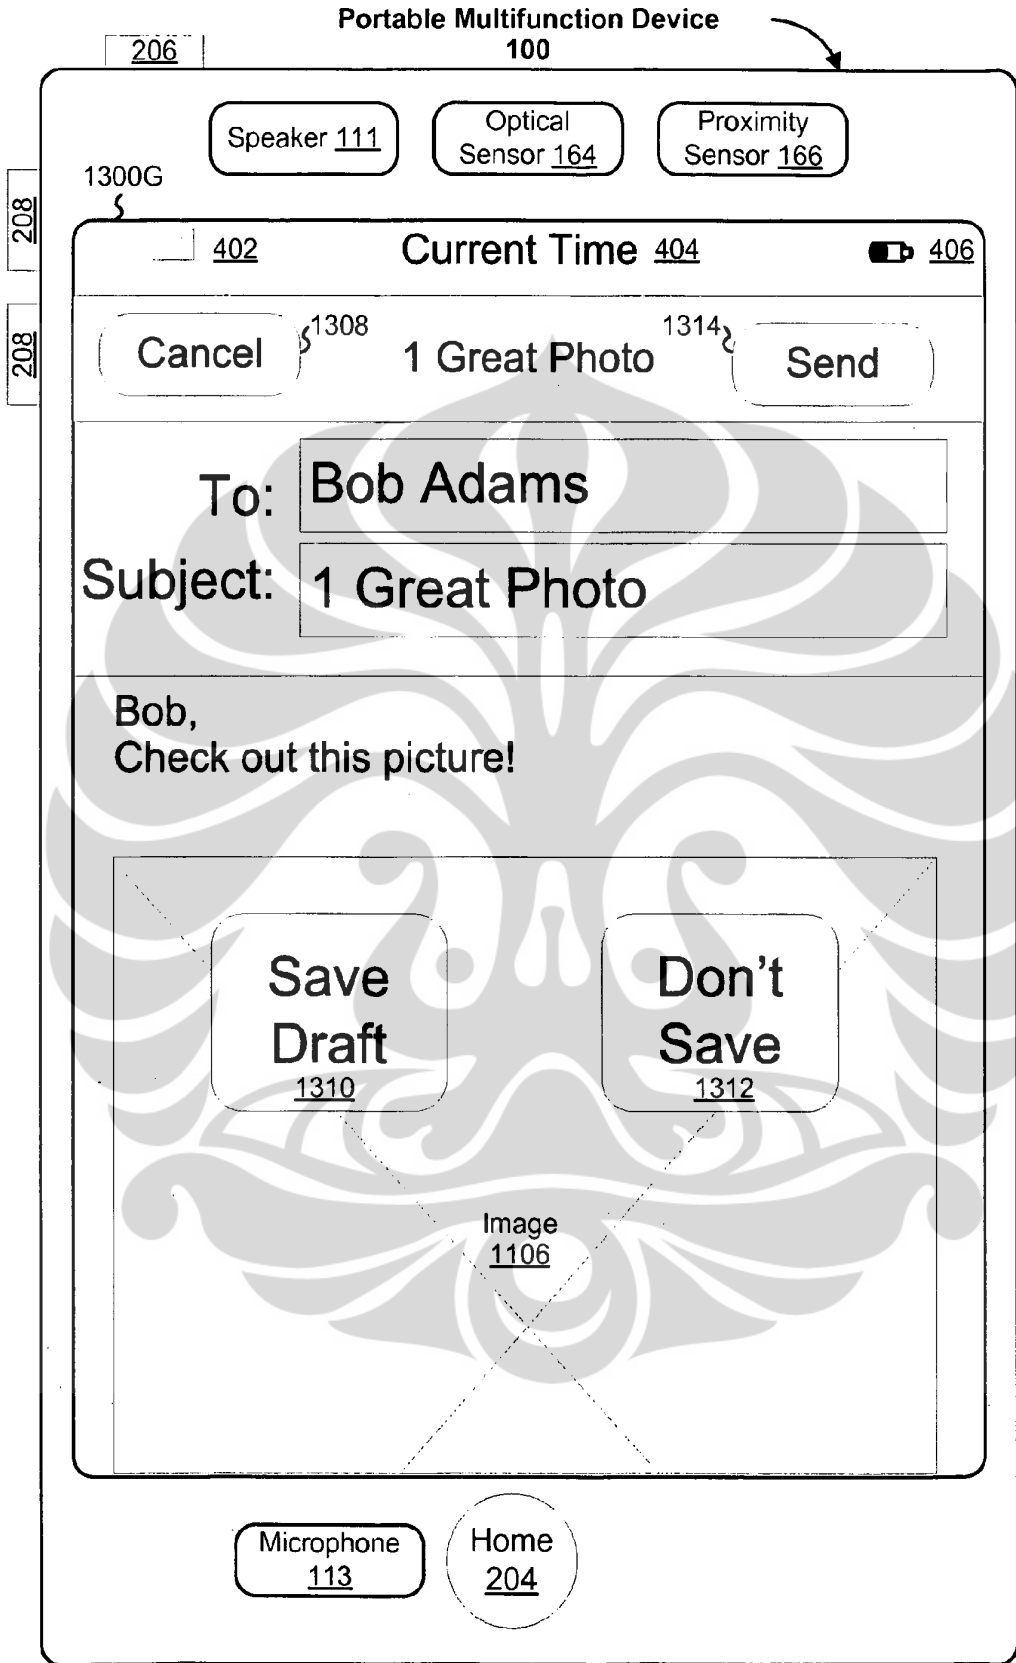 Portable Multifunction Device
100
206
Speaker 111
Optical
Sensor 164
Proximity
Sensor 166
1300G
208
208
402
Current Time 404
406
Cancel
1308
1 Great Photo
1314
Send
To:
Bob Adams
Subject:
1 Great Photo
Bob,
Check out this picture!
Save
Draft
1310
Don't
Save
1312
Image
1106
Microphone
113
Home
204